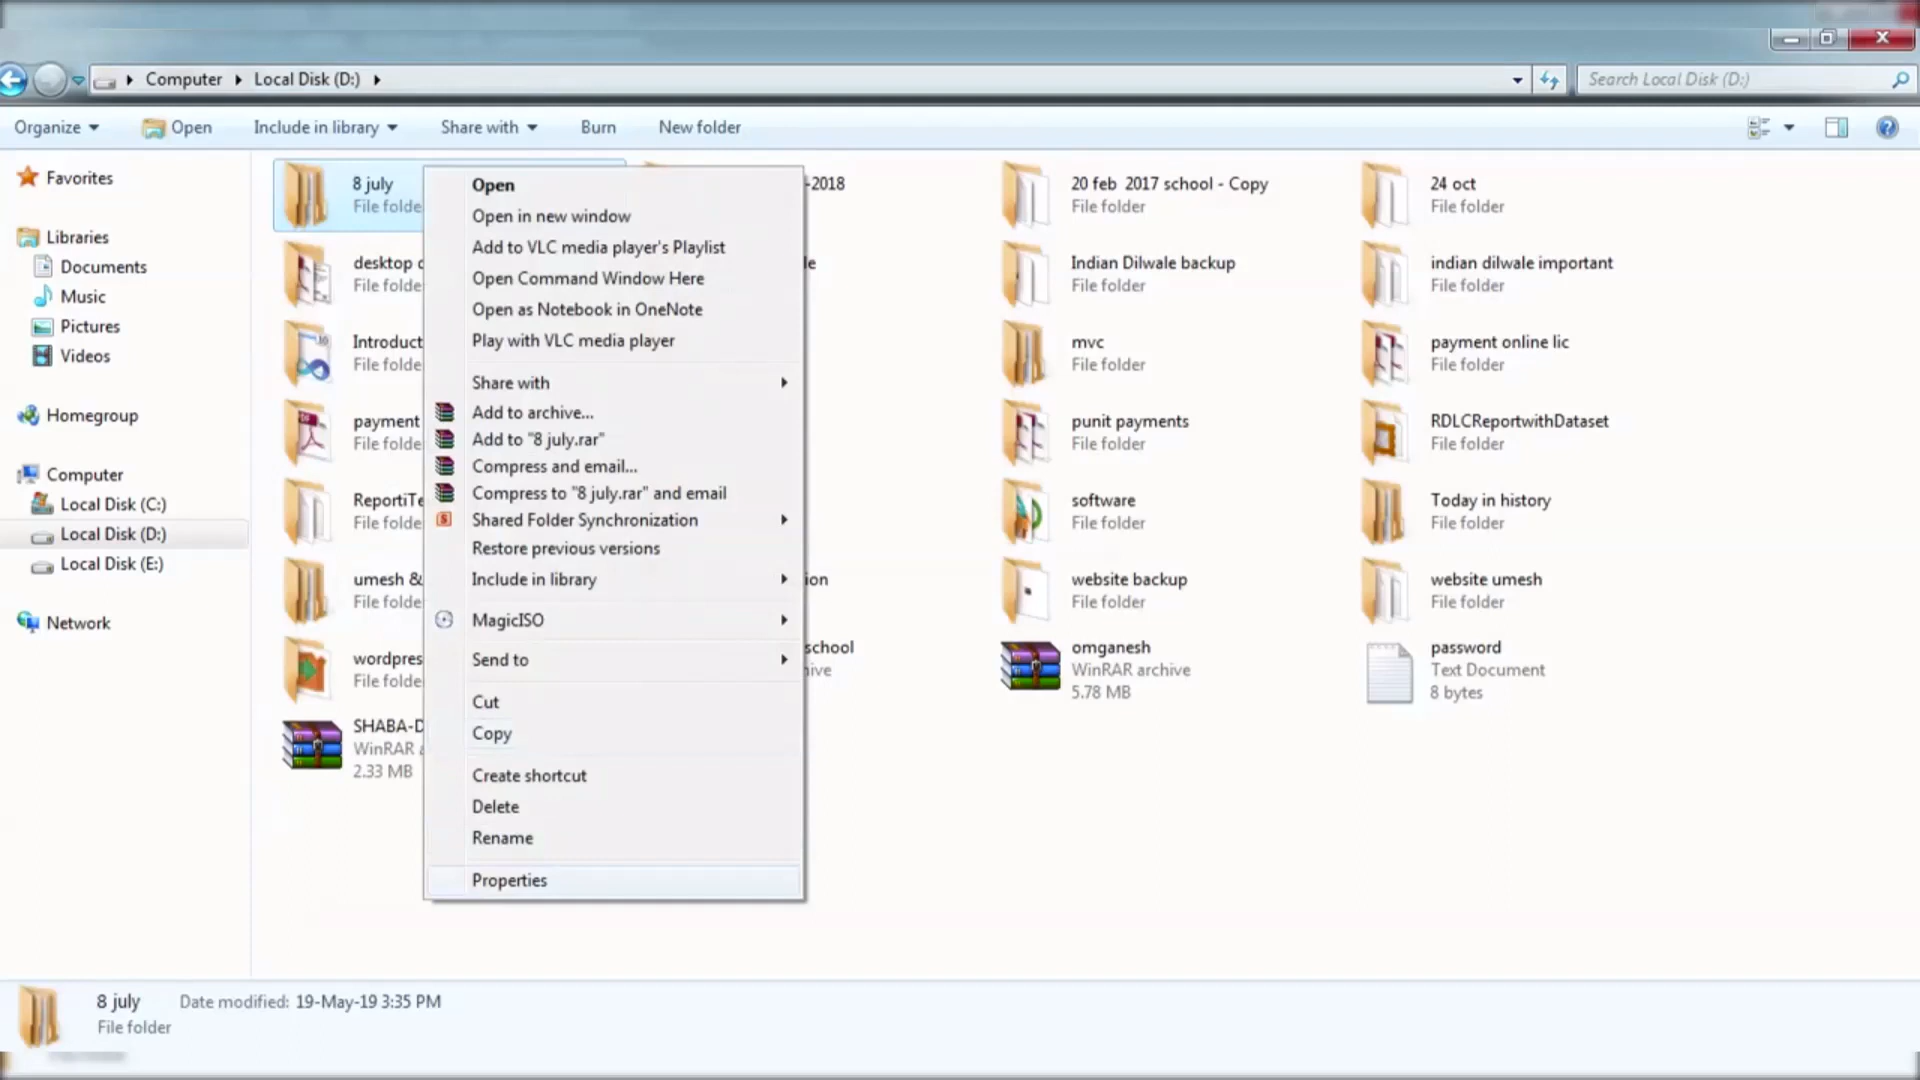 Computer
Local Disk (D:)
Search Local Disk (D:)
Organize
Open
Include in library
Share with
Burn
New folder
Favorites
Libraries
Documents
Music
Pictures
Videos
Homegroup
Computer
Local Disk (C:)
Local Disk (D:)
Local Disk (E:)
Network
8 july
File folde
desktop
File folde
Introduct
File folde
payment
File folde
ReportiTe
File folde
umesh &
File folde
wordpres
File folde
SHABA-D
WinRAR
2.33 MB
Open
Open in new window
Add to VLC media player's Playlist
Open Command Window Here
Open as Notebook in OneNote
Play with VLC media player
Share with
Add to archive...
Add to "8 july.rar"
Compress and email...
Compress to "8 july.rar" and email
Shared Folder Synchronization
Restore previous versions
Include in library
MagicISO
Send to
Cut
Copy
Create shortcut
Delete
Rename
Properties
-2018
le
ion
school
hive
20 feb 2017 school - Copy
File folder
Indian Dilwale backup
File folder
mvc
File folder
punit payments
File folder
software
File folder
website backup
File folder
omganesh
WinRAR archive
5.78 MB
24 oct
File folder
indian dilwale important
File folder
payment online lic
File folder
RDLCReportwithDataset
File folder
Today in history
File folder
website umesh
File folder
password
Text Document
8 bytes
8 july Date modified: 19-May-19 3:35 PM
File folder